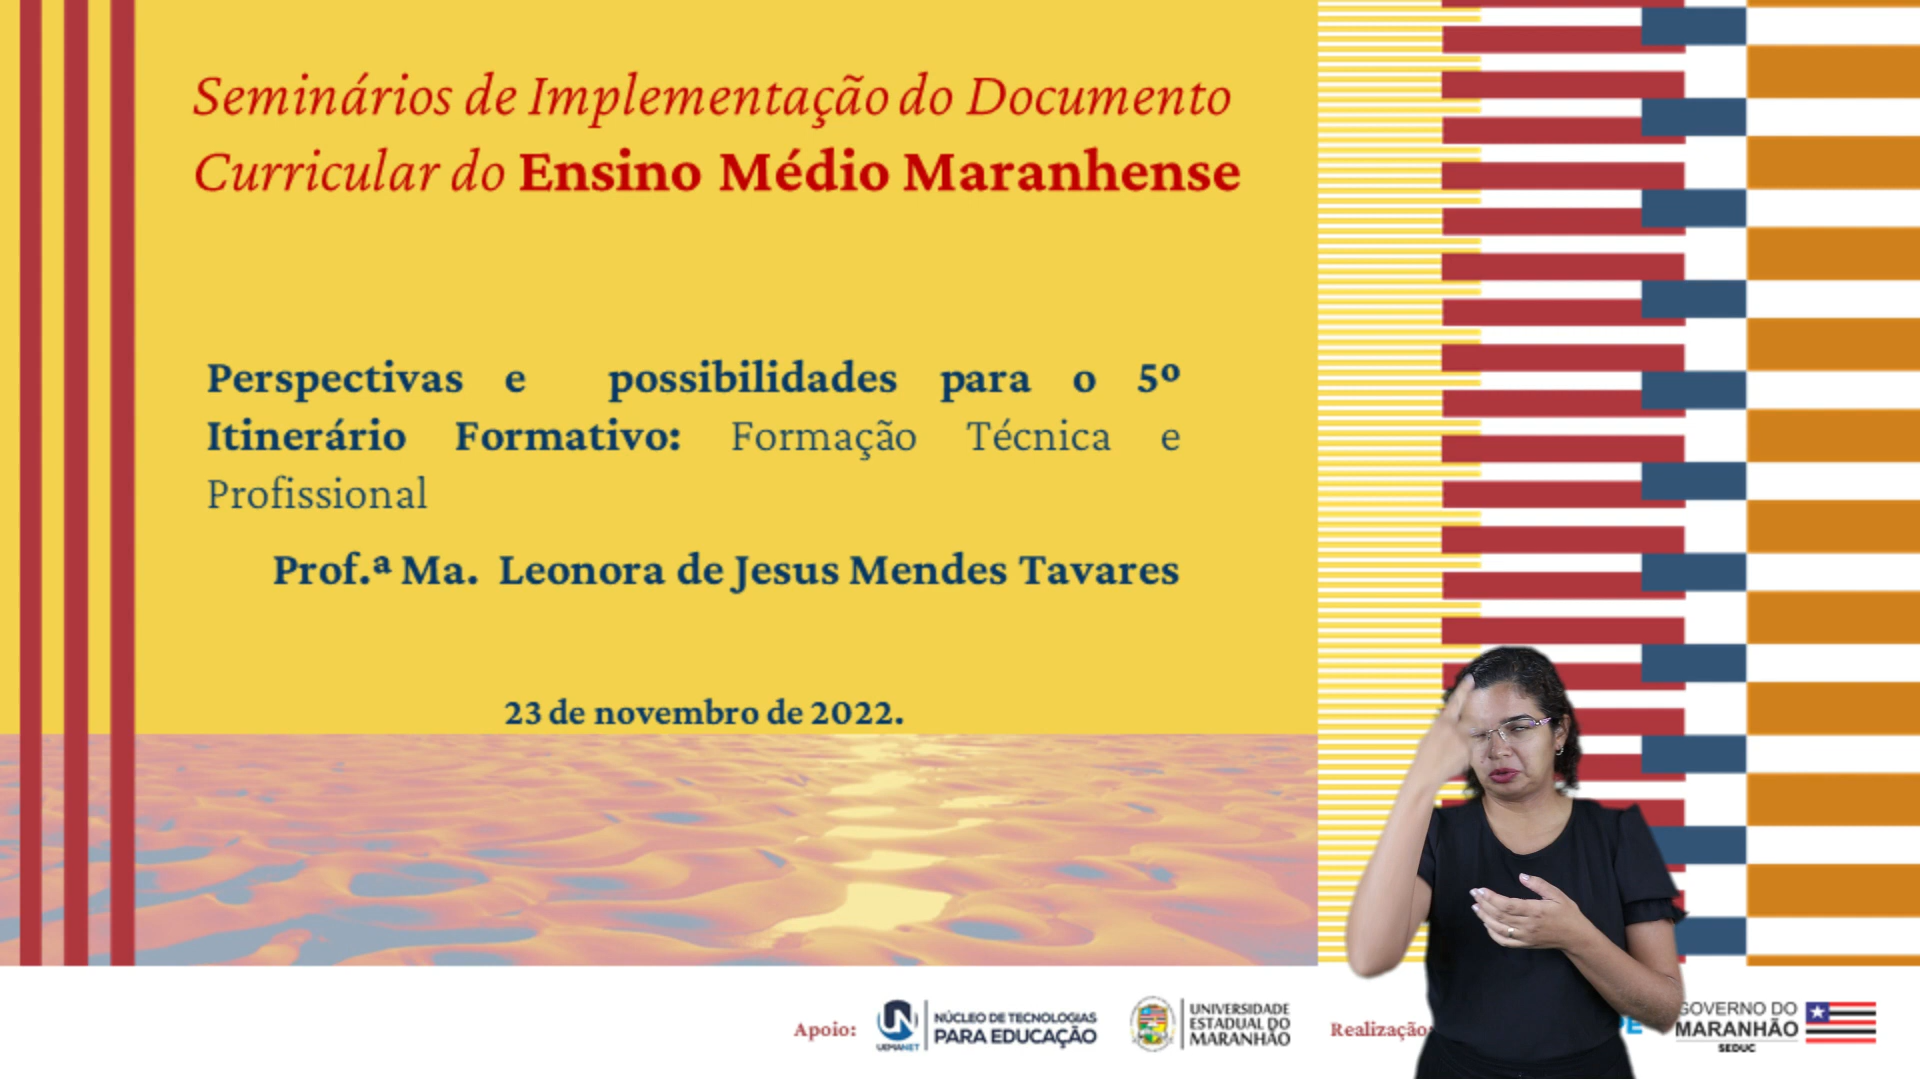 Seminários de Implementação do Documento
Curricular do Ensino Médio Maranhense
Perspectivas e possibilidades para o 5º
Itinerário Formativo: Formação Técnica e
Profissional
Prof.ª Ma. Leonora de Jesus Mendes Tavares
23 de novembro de 2022.
Apoio:
UN
UEMANET
NÚCLEO DE TECNOLOGIAS
PARA EDUCAÇÃO
UNIVERSIDADE
ESTADUAL DO
MARANHÃO
Realização
GOVERNO DO
MARANHÃO
SEDUC